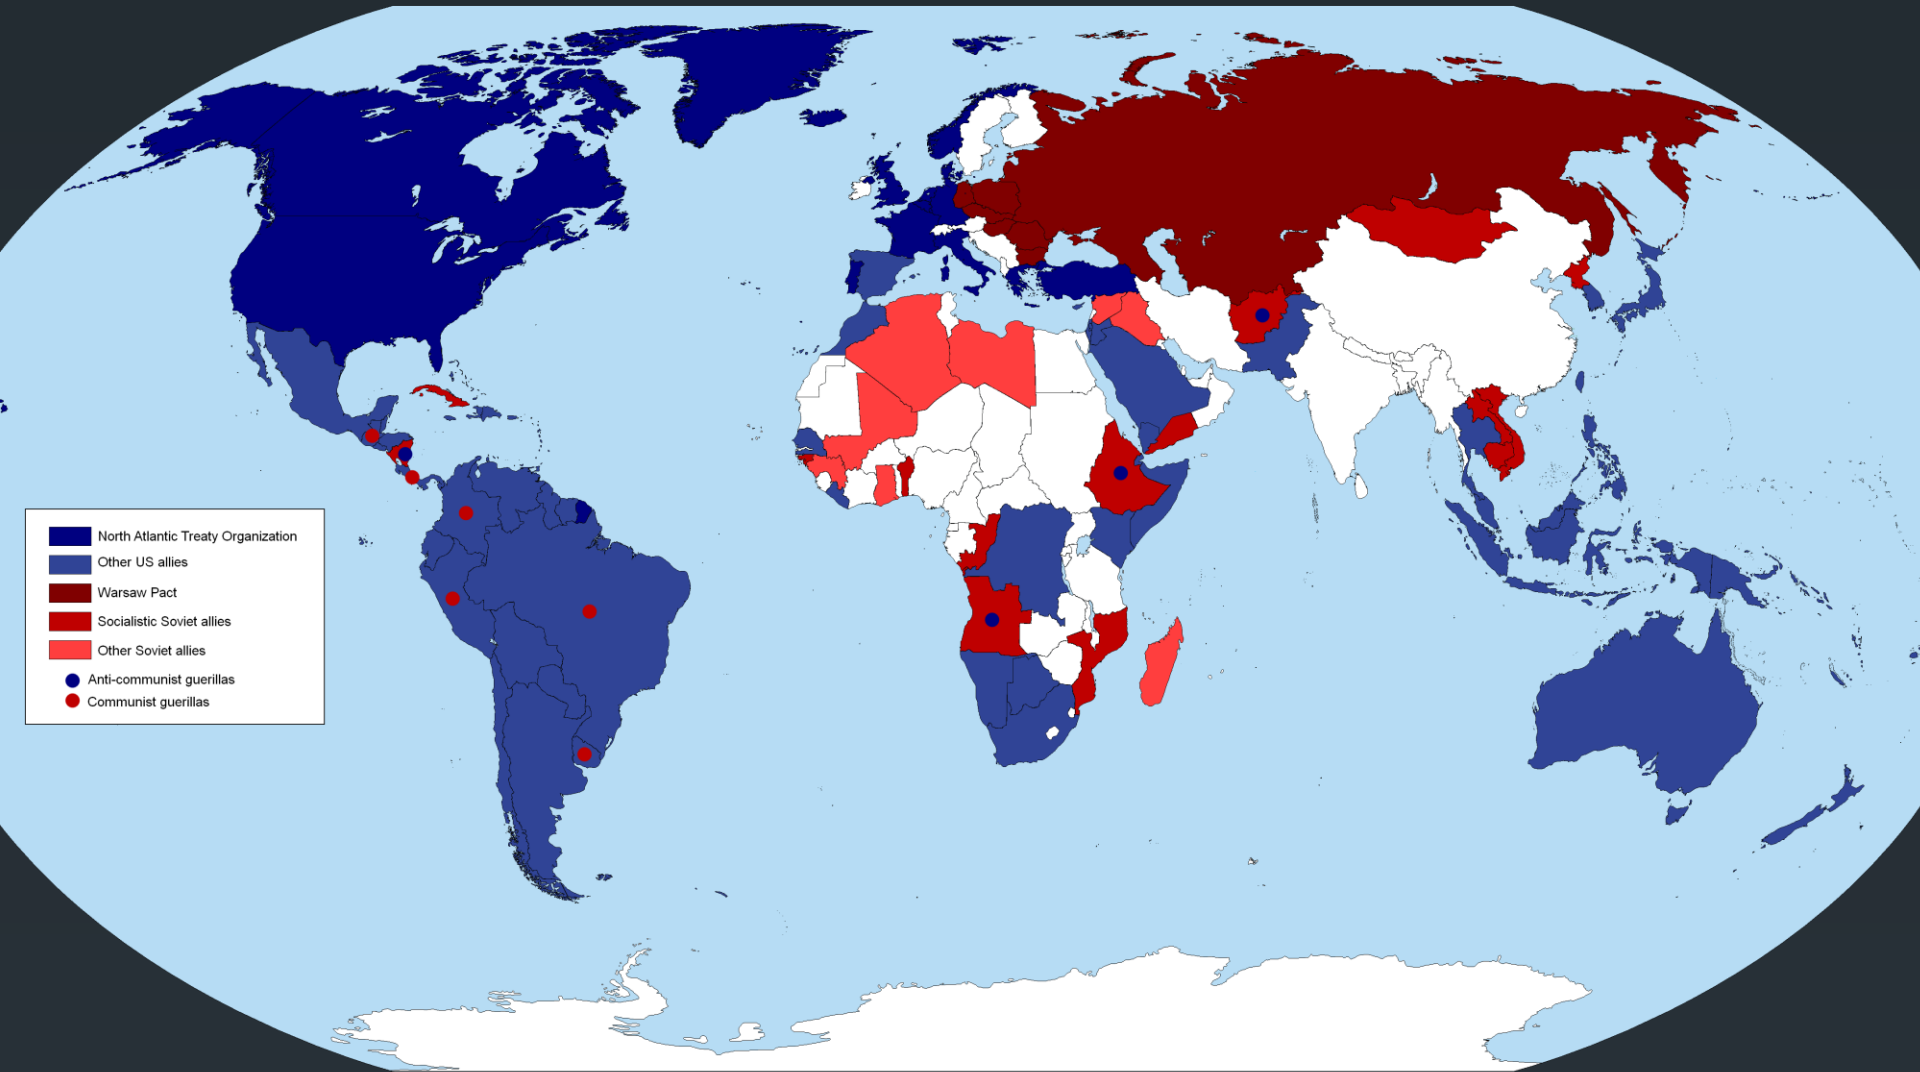 North Atlantic Treaty Organization
Other US allies
Warsaw Pact
Socialistic Soviet allies
Other Soviet allies
Anti-communist guerillas
Communist guerillas